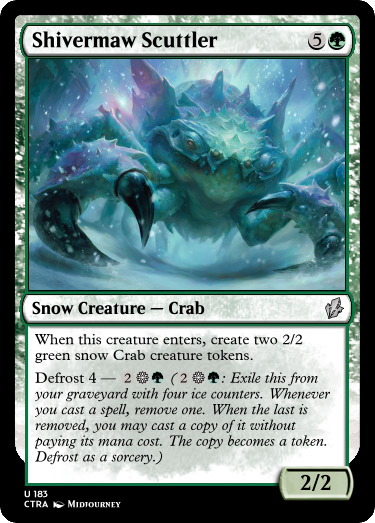 Shivermaw Scuttler 5
Snow Creature — Crab
When this creature enters, create two 2/2
green snow Crab creature tokens.
Defrost 4 — 2 ( 2 : Exile this from
your graveyard with four ice counters. Whenever
you cast a spell, remove one. When the last is
removed, you may cast a copy of it without
paying its mana cost. The copy becomes a token.
Defrost as a sorcery.)
2/2
U 183
CTRA Midjourney